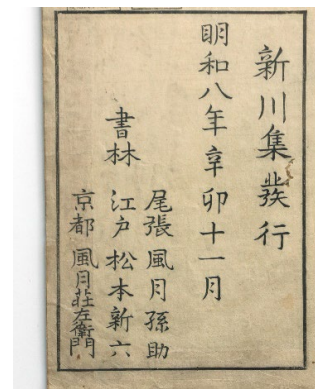 新川集発行
明和八年辛卯十一月
書林
尾張風月孫助
江戸松本新六
京都風月荘左衛門